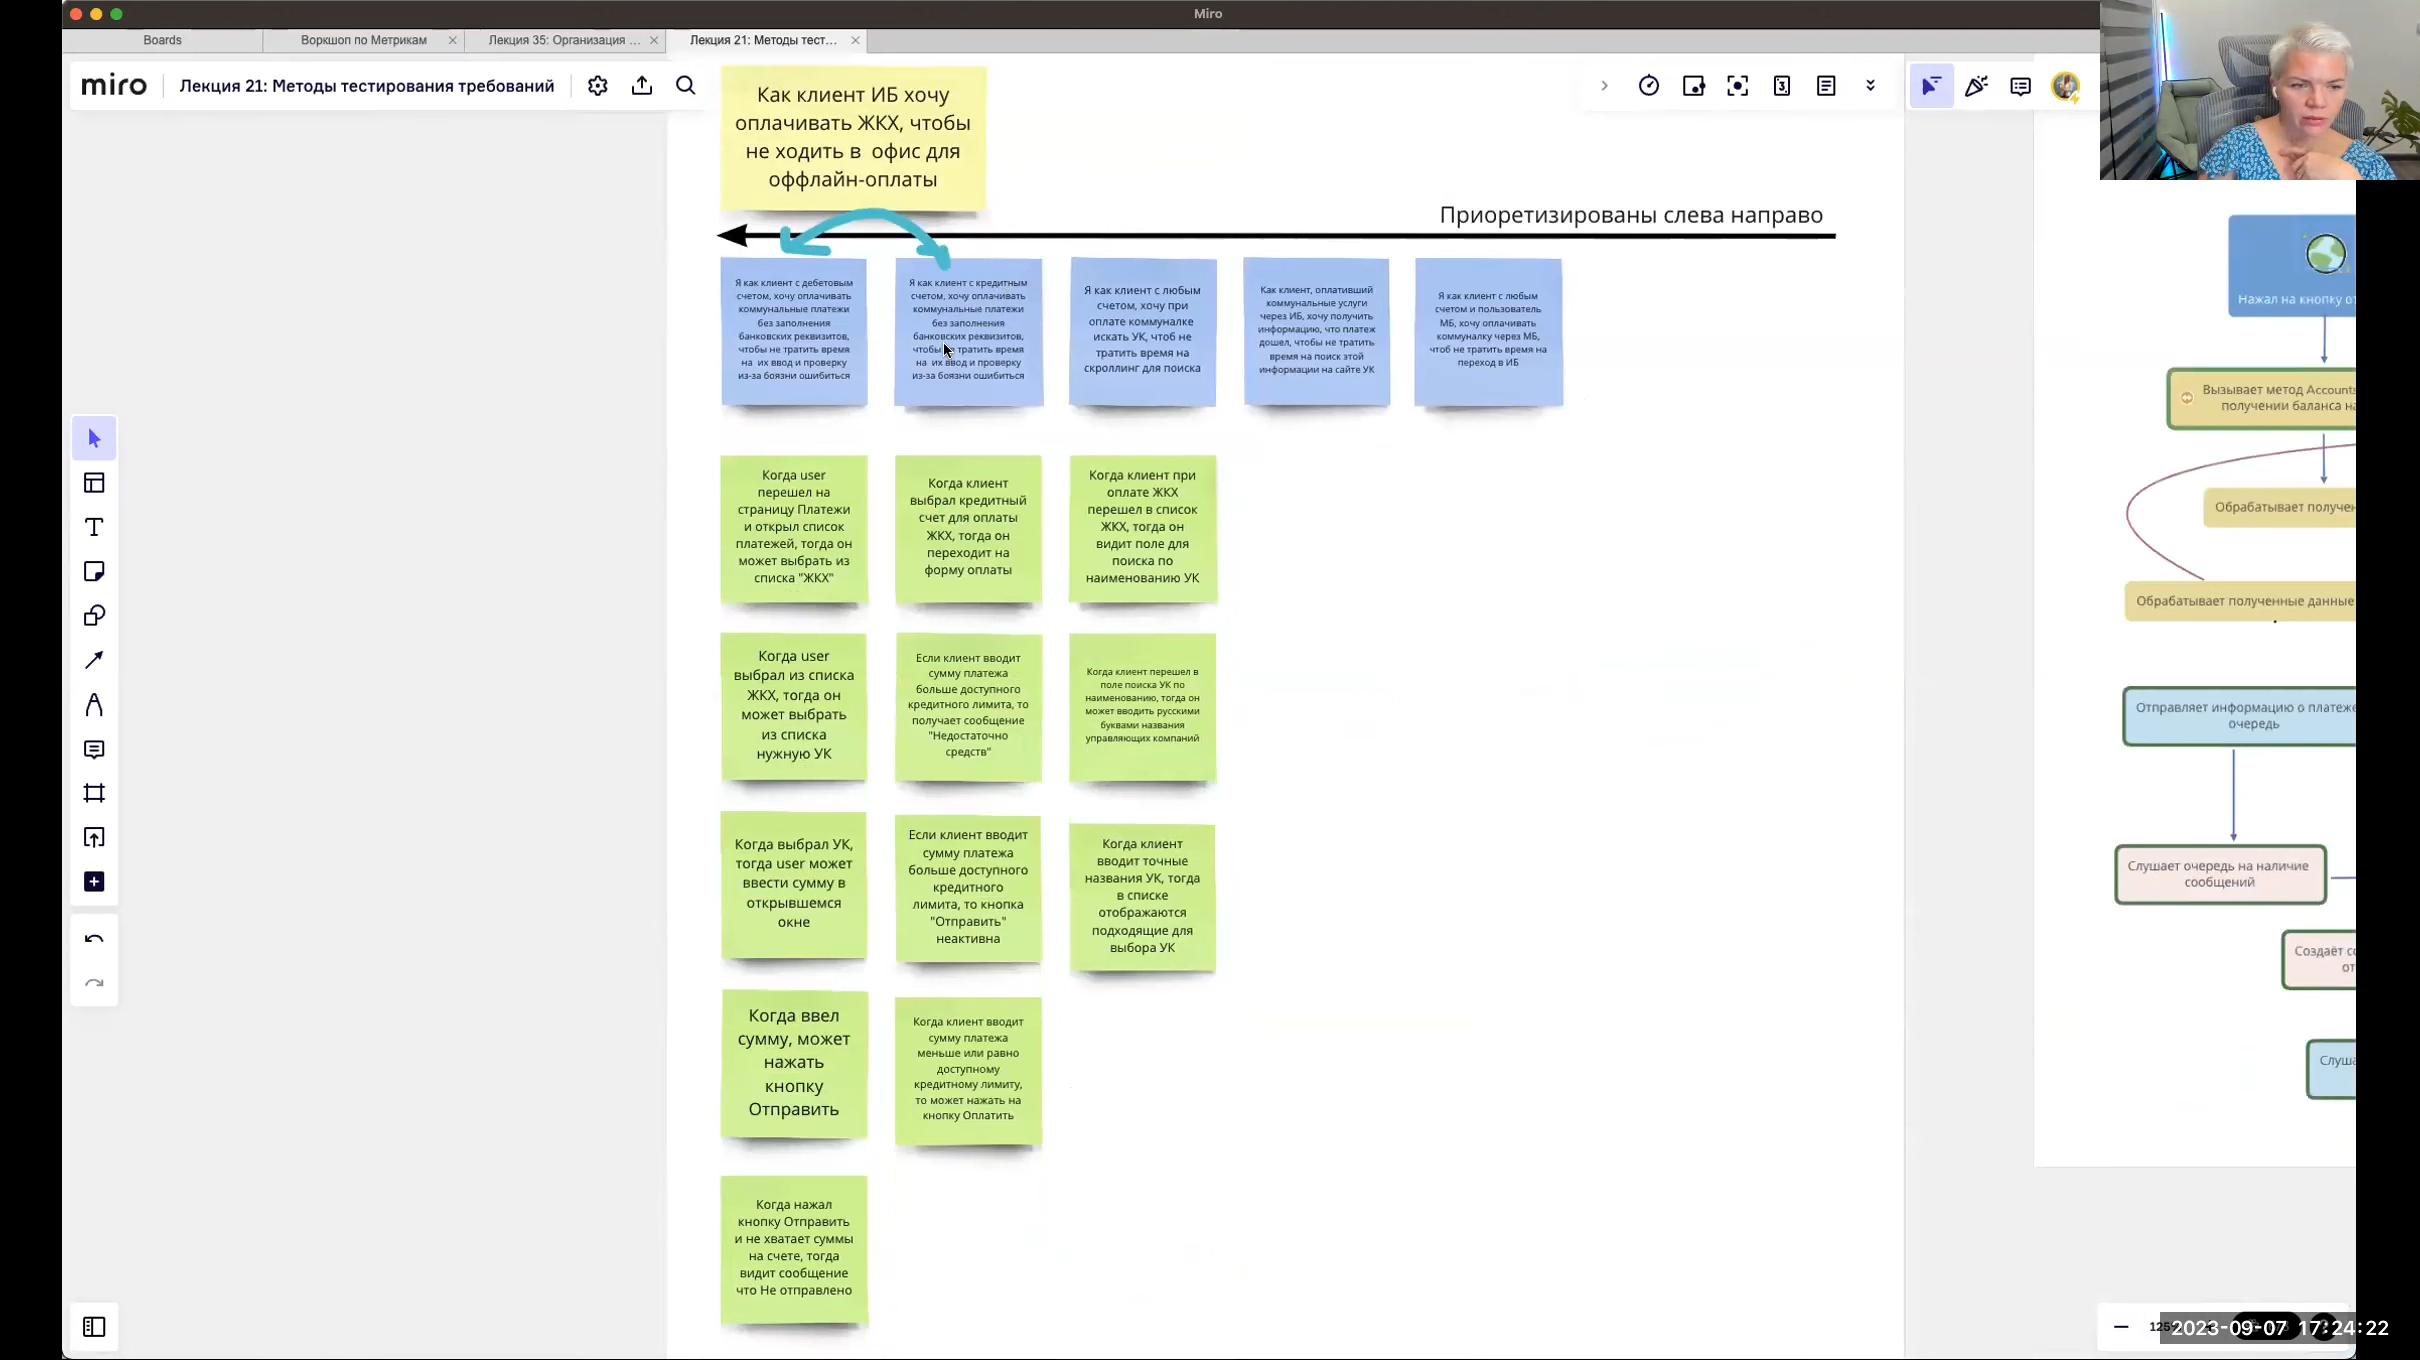 Miro
Boards
Воркшоп по Метрикам
Лекция 35: Организация ...
Лекция 21: Методы тест...
miro
Лекция 21: Методы тестирования требований
Как клиент ИБ хочу
оплачивать ЖКХ, чтобы
не ходить в офис для
оффлайн-оплаты
Приоретизированы слева направо
Я как клиент с дебетовым
счетом, хочу оплачивать
коммунальные платежи
без заполнения
банковских реквизитов,
чтобы не тратить время
на их ввод и проверку
из-за боязни ошибиться
Я как клиент с кредитным
счетом, хочу оплачивать
коммунальные платежи
без заполнения
банковских реквизитов,
чтобы тратить время
на их ввод и проверку
из-за боязни ошибиться
Я как клиент с любым
счетом, хочу при
оплате коммуналке
искать УК, чтоб не
тратить время на
скроллинг для поиска
Как клиент, оплативший
коммунальные услуги
через ИБ, хочу получить
информацию, что платеж
дошел, чтобы не тратить
время на поиск этой
информации на сайте УК
Я как клиент с любым
счетом и пользователь
МБ, хочу оплачивать
коммуналку через МБ,
чтоб не тратить время на
переход в ИБ
Когда user
перешел на
страницу Платежи
и открыл список
платежей, тогда он
может выбрать из
списка "ЖКХ"
Когда клиент
выбрал кредитный
счет для оплаты
ЖКХ, тогда он
переходит на
форму оплаты
Когда клиент при
оплате ЖКХ
перешел в список
ЖКХ, тогда он
видит поле для
поиска по
наименованию УК
Когда user
выбрал из списка
ЖКХ, тогда он
может выбрать
из списка
нужную УК
Если клиент вводит
сумму платежа
больше доступного
кредитного лимита, то
получает сообщение
"Недостаточно
средств"
Когда клиент перешел в
поле поиска УК по
наименованию, тогда он
может вводить русскими
буквами названия
управляющих компаний
Когда выбрал УК,
тогда user может
ввести сумму в
открывшемся
окне
Если клиент вводит
сумму платежа
больше доступного
кредитного
лимита, то кнопка
"Отправить"
неактивна
Когда клиент
вводит точные
названия УК, тогда
в списке
отображаются
подходящие для
выбора УК
Когда ввел
сумму, может
нажать
кнопку
Отправить
Когда клиент вводит
сумму платежа
меньше или равно
доступному
кредитному лимиту,
то может нажать на
кнопку Оплатить
Когда нажал
кнопку Отправить
и не хватает суммы
на счете, тогда
видит сообщение
что Не отправлено
Нажал на кнопку
Вызывает метод Accounts
получении баланса
Обрабатывает
Обрабатывает полученные данные
Отправляет информацию о
очередь
Слушает очередь на наличие
сообщений
Создаёт
2023-09-07 17:24:22